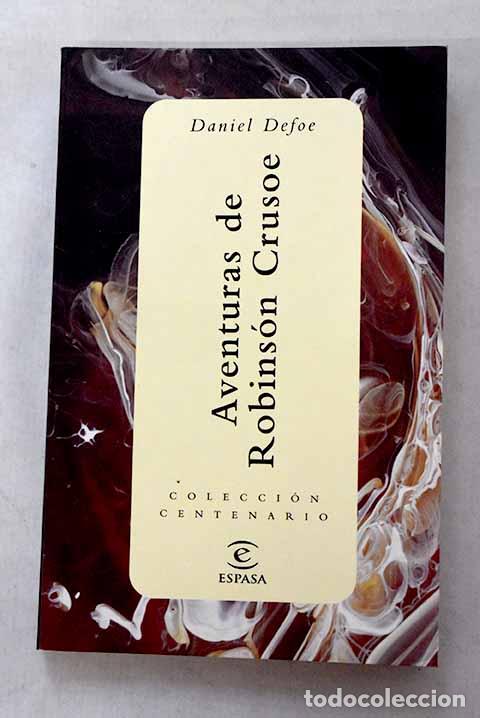 Daniel Defoe
Aventuras de
Robinsón Crusoe
COLECCIÓN
CENTENARIO
e
ESPASA
todocoleccion